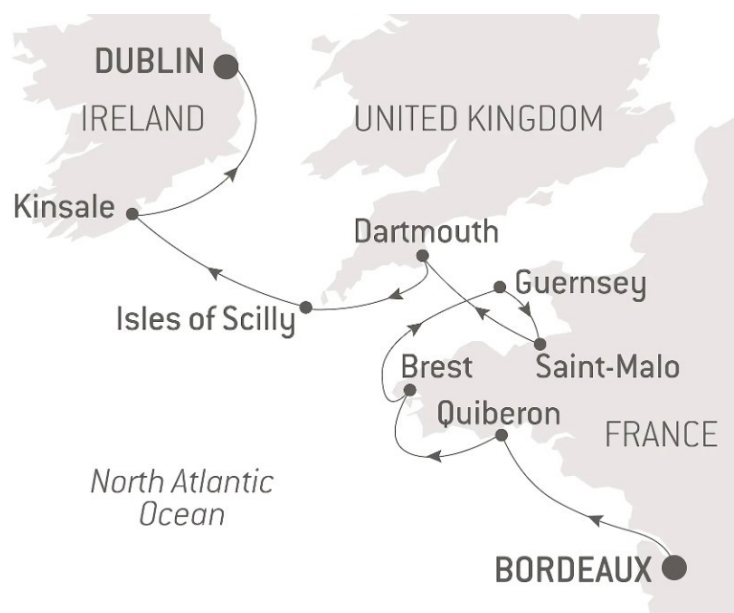 DUBLIN
IRELAND
UNITED KINGDOM
Kinsale
Dartmouth
Guernsey
Isles of Scilly
Brest
Saint-Malo
Quiberon
FRANCE
North Atlantic
Ocean
BORDEAUX